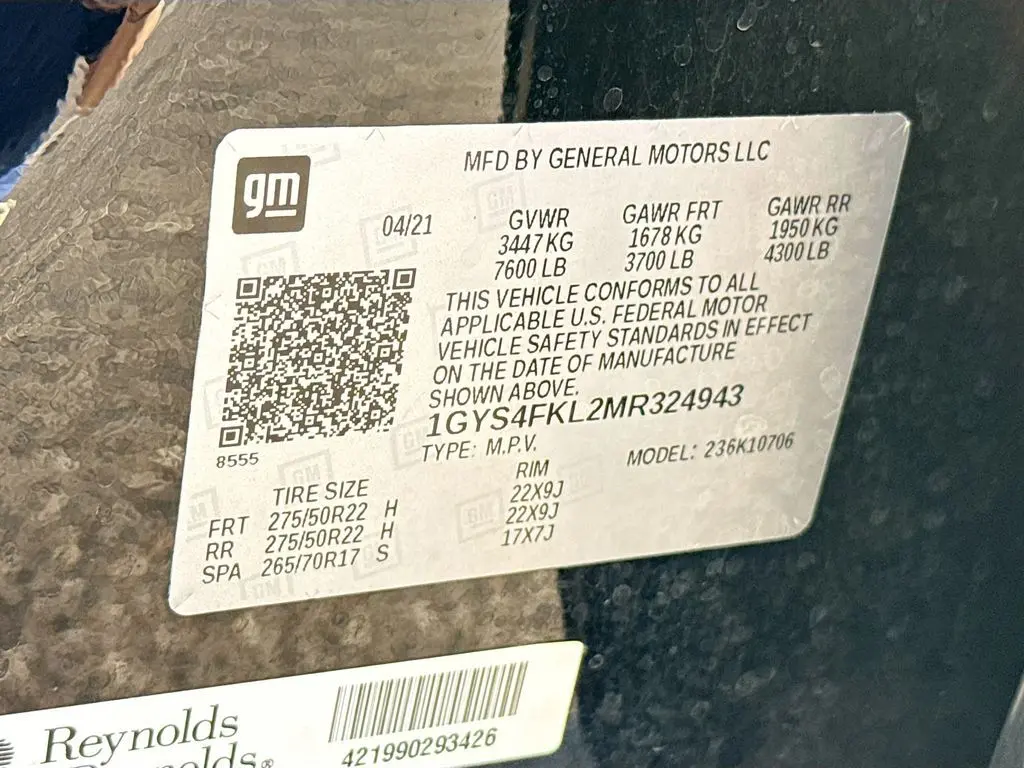 gm
MFD BY GENERAL MOTORS LLC
04/21
GVWR
3447 KG
7600 LB
GAWR FRT
1678 KG
3700 LB
GAWR RR
1950 KG
4300 LB
THIS VEHICLE CONFORMS TO ALL
APPLICABLE U.S. FEDERAL MOTOR
VEHICLE SAFETY STANDARDS IN EFFECT
ON THE DATE OF MANUFACTURE
SHOWN ABOVE.
1GYS4FKL2MR324943
TYPE: M.P.V.
MODEL: 236K10706
8555
TIRE SIZE RIM
FRT 275/50R22 H 22X9J
RR 275/50R22 H 22X9J
SPA 265/70R17 S 17X7J
Reynolds
421990293426